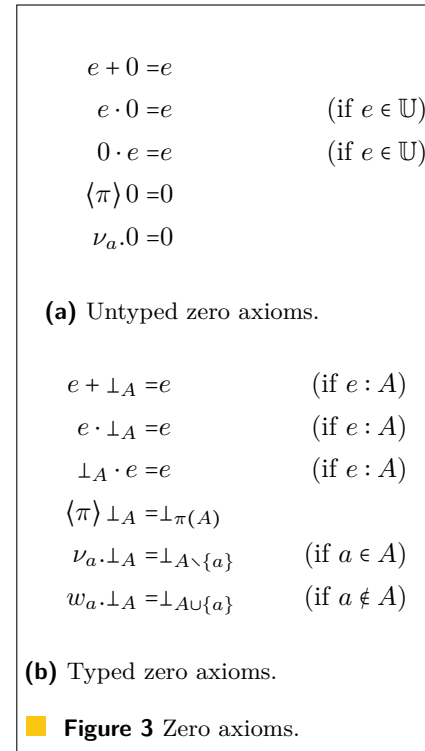 e + 0 =e
e · 0 =e (if e ∈ 𝕌)
0 · e =e (if e ∈ 𝕌)
⟨π⟩ 0 =0
ν_a.0 =0
(a) Untyped zero axioms.
e + ⊥_A =e (if e : A)
e · ⊥_A =e (if e : A)
⊥_A · e =e (if e : A)
⟨π⟩ ⊥_A =⊥_{π(A)}
ν_a.⊥_A =⊥_{A∖{a}} (if a ∈ A)
w_a.⊥_A =⊥_{A∪{a}} (if a ∉ A)
(b) Typed zero axioms.
Figure 3 Zero axioms.